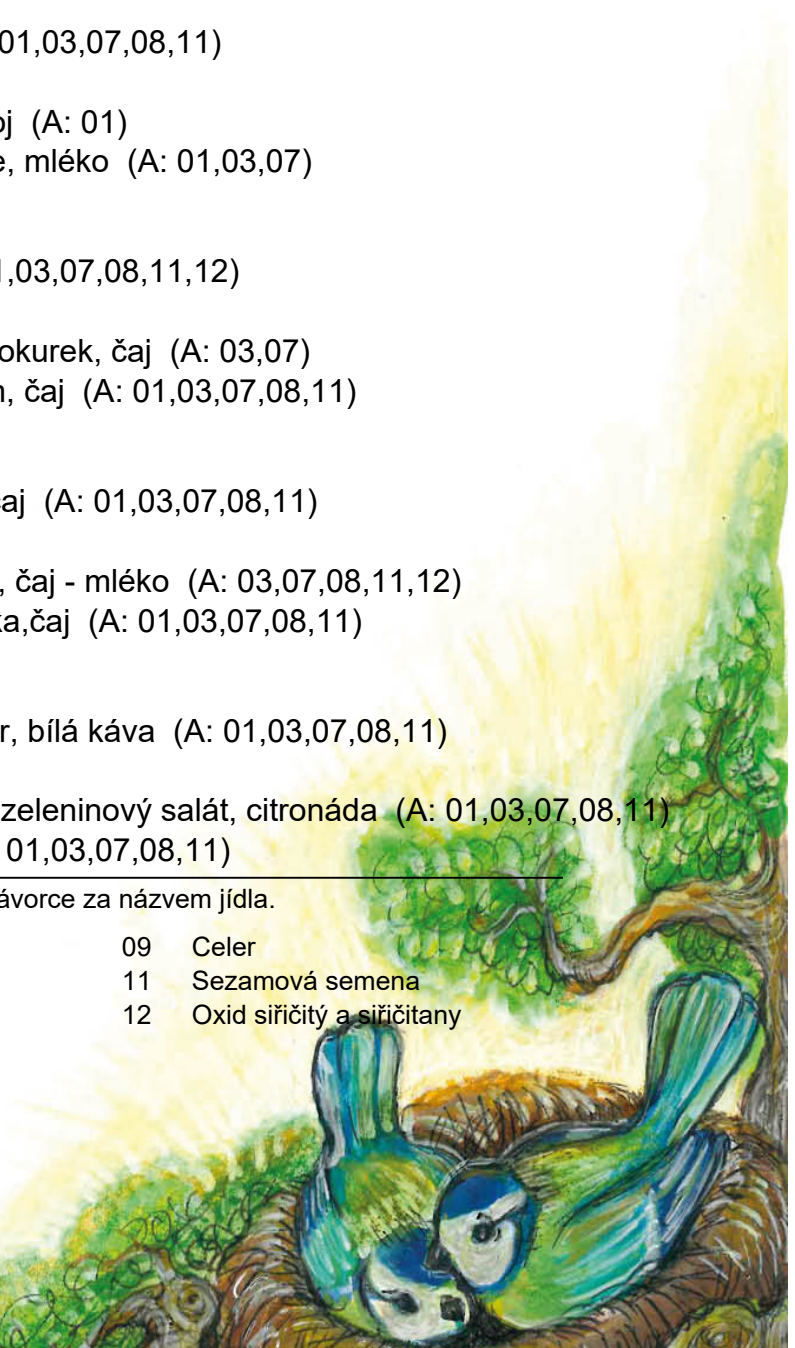 01,03,07,08,11)
oj (A: 01)
e, mléko (A: 01,03,07)
1,03,07,08,11,12)
okurek, čaj (A: 03,07)
n, čaj (A: 01,03,07,08,11)
čaj (A: 01,03,07,08,11)
, čaj - mléko (A: 03,07,08,11,12)
ka,čaj (A: 01,03,07,08,11)
r, bílá káva (A: 01,03,07,08,11)
zeleninový salát, citronáda (A: 01,03,07,08,11)
01,03,07,08,11)
ávorce za názvem jídla.
09 Celer
11 Sezamová semena
12 Oxid siřičitý a siřičitany